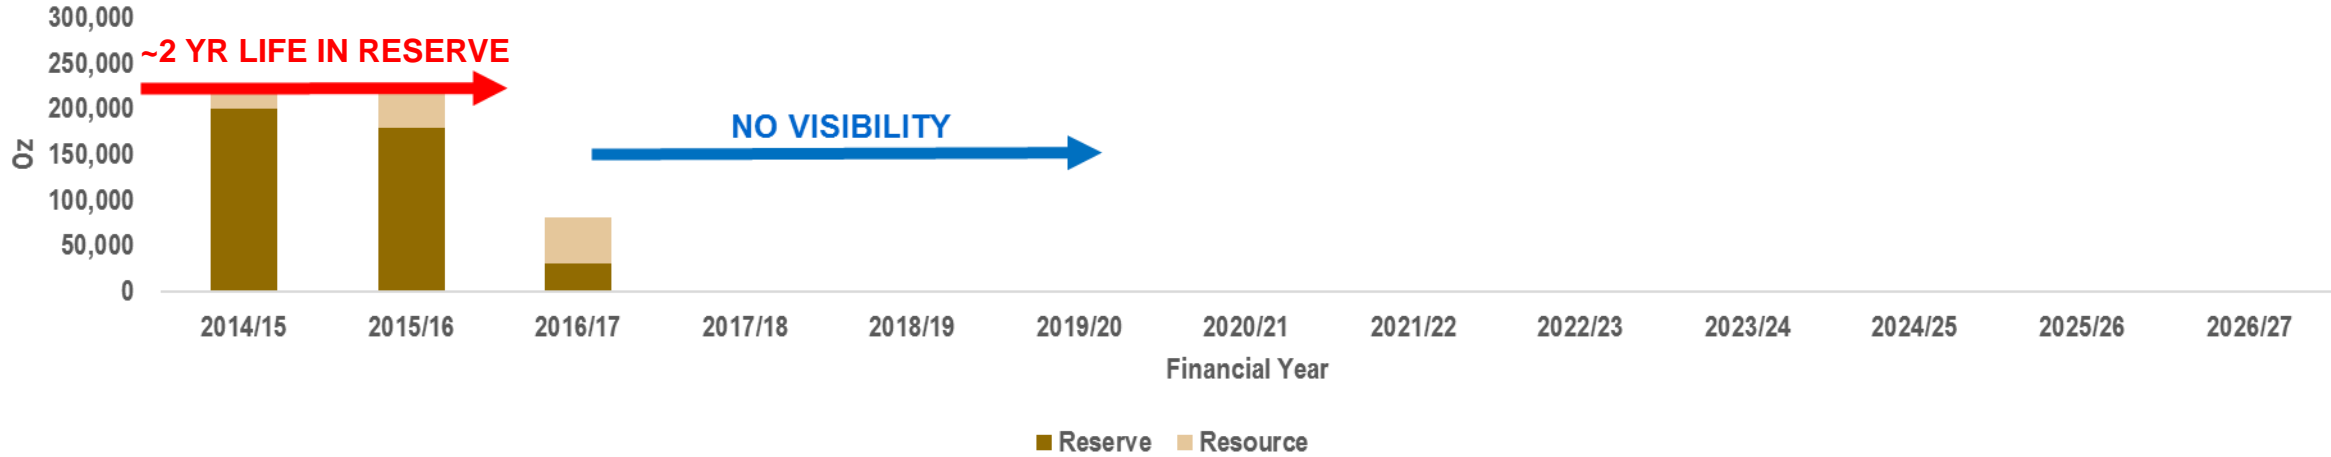 300,000
~2 YR LIFE IN RESERVE
250,000
200,000
NO VISIBILITY
150,000
Oz
100,000
50,000
0
2014/15 2015/16 2016/17 2017/18 2018/19 2019/20 2020/21 2021/22 2022/23 2023/24 2024/25 2025/26 2026/27
Financial Year
Reserve Resource